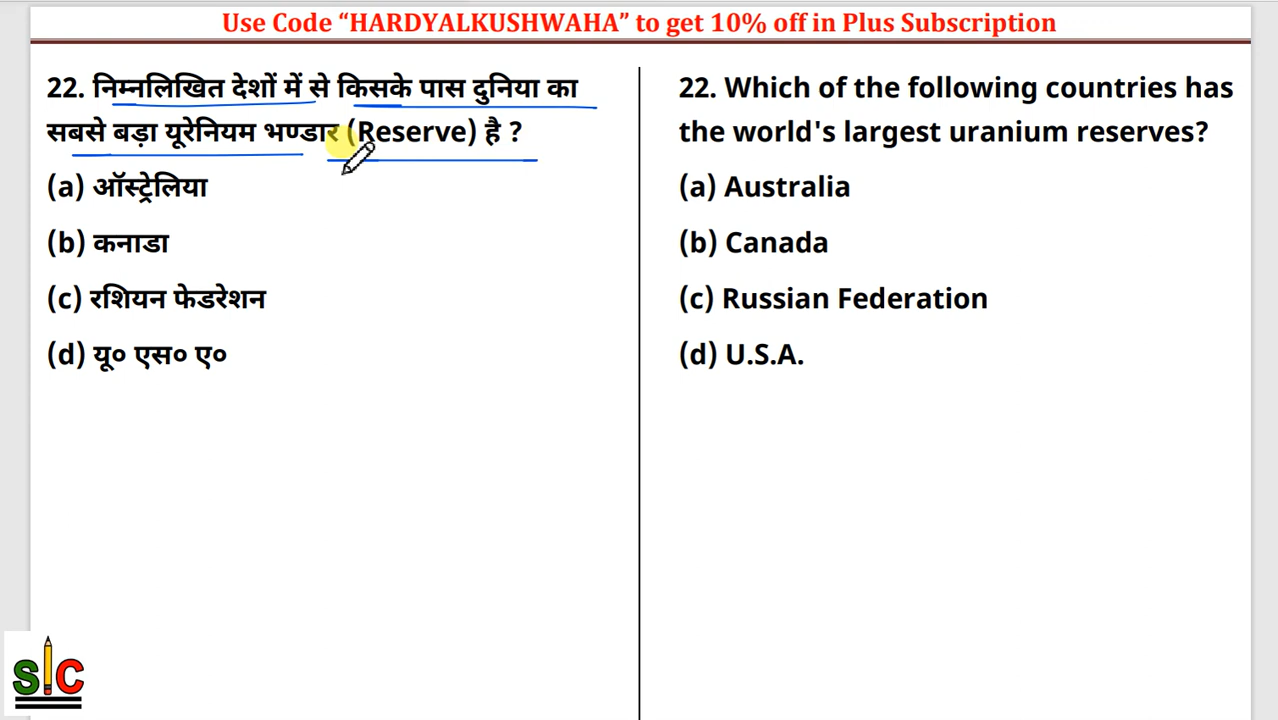 Use Code “HARDYALKUSHWAHA” to get 10% off in Plus Subscription
22. निम्नलिखित देशों में से किसके पास दुनिया का
सबसे बड़ा यूरेनियम भण्डार (Reserve) है ?
(a) ऑस्ट्रेलिया
(b) कनाडा
(c) रशियन फेडरेशन
(d) यू० एस० ए०
22. Which of the following countries has
the world's largest uranium reserves?
(a) Australia
(b) Canada
(c) Russian Federation
(d) U.S.A.
SIC